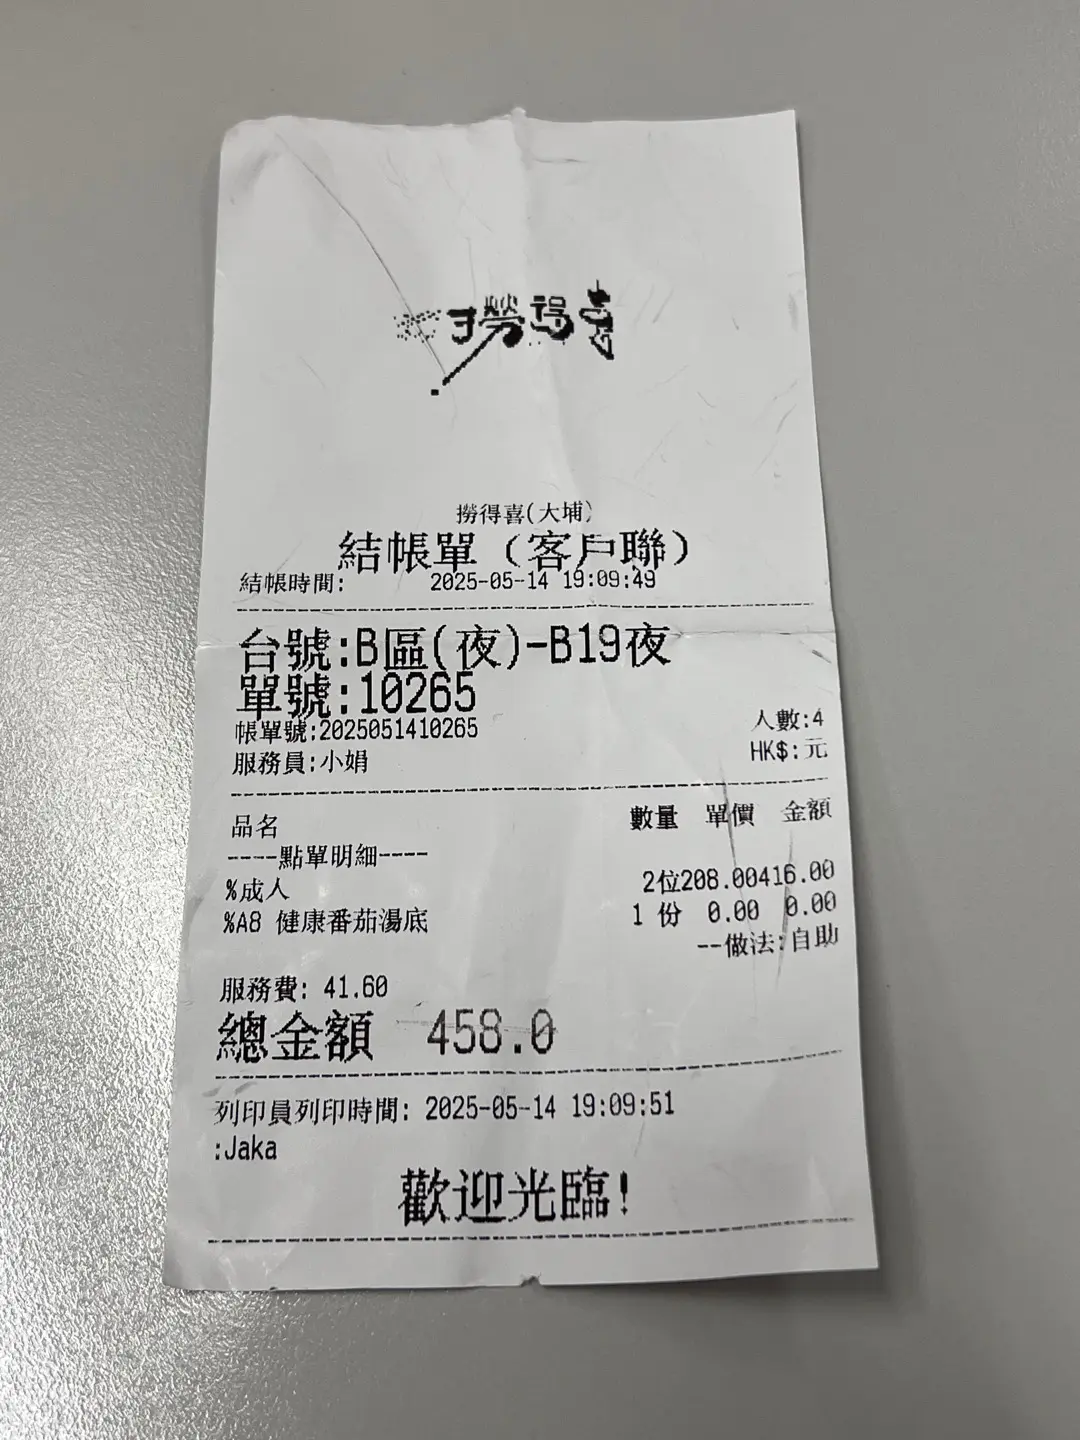 撈得喜
撈得喜(大埔)
結帳單（客戶聯）
結帳時間: 2025-05-14 19:09:49
台號:B區(夜)-B19夜
單號:10265
帳單號:2025051410265 人數:4
服務員:小娟 HK$:元
品名 數量 單價 金額
----點單明細----
%成人 2位208.00416.00
%A8 健康番茄湯底 1 份 0.00 0.00
--做法:自助
服務費: 41.60
總金額 458.0
列印員列印時間: 2025-05-14 19:09:51
:Jaka
歡迎光臨!